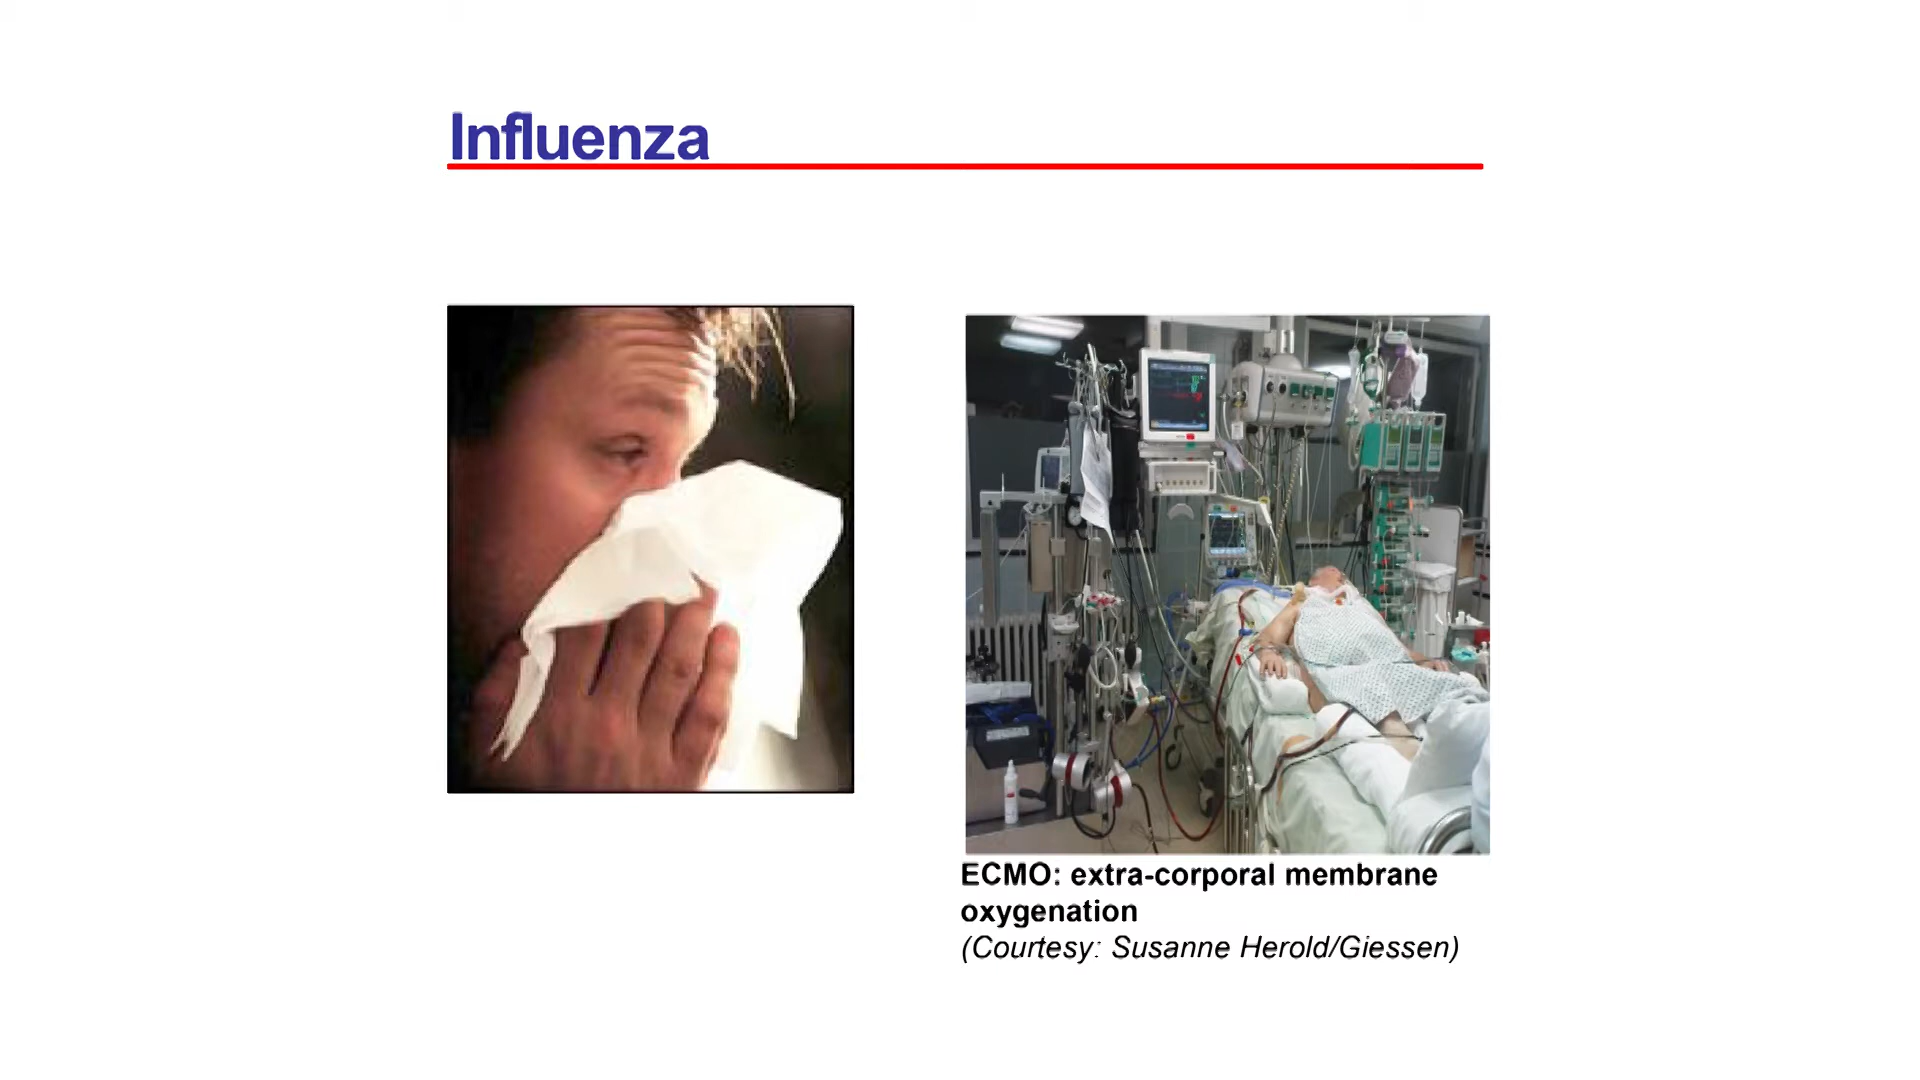 Influenza
ECMO: extra-corporal membrane
oxygenation
(Courtesy: Susanne Herold/Giessen)